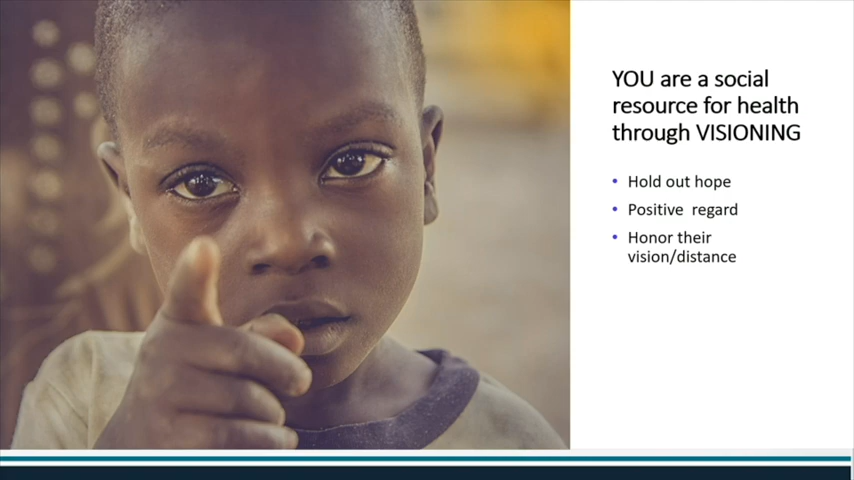 YOU are a social
resource for health
through VISIONING
• Hold out hope
• Positive  regard
• Honor their
vision/distance